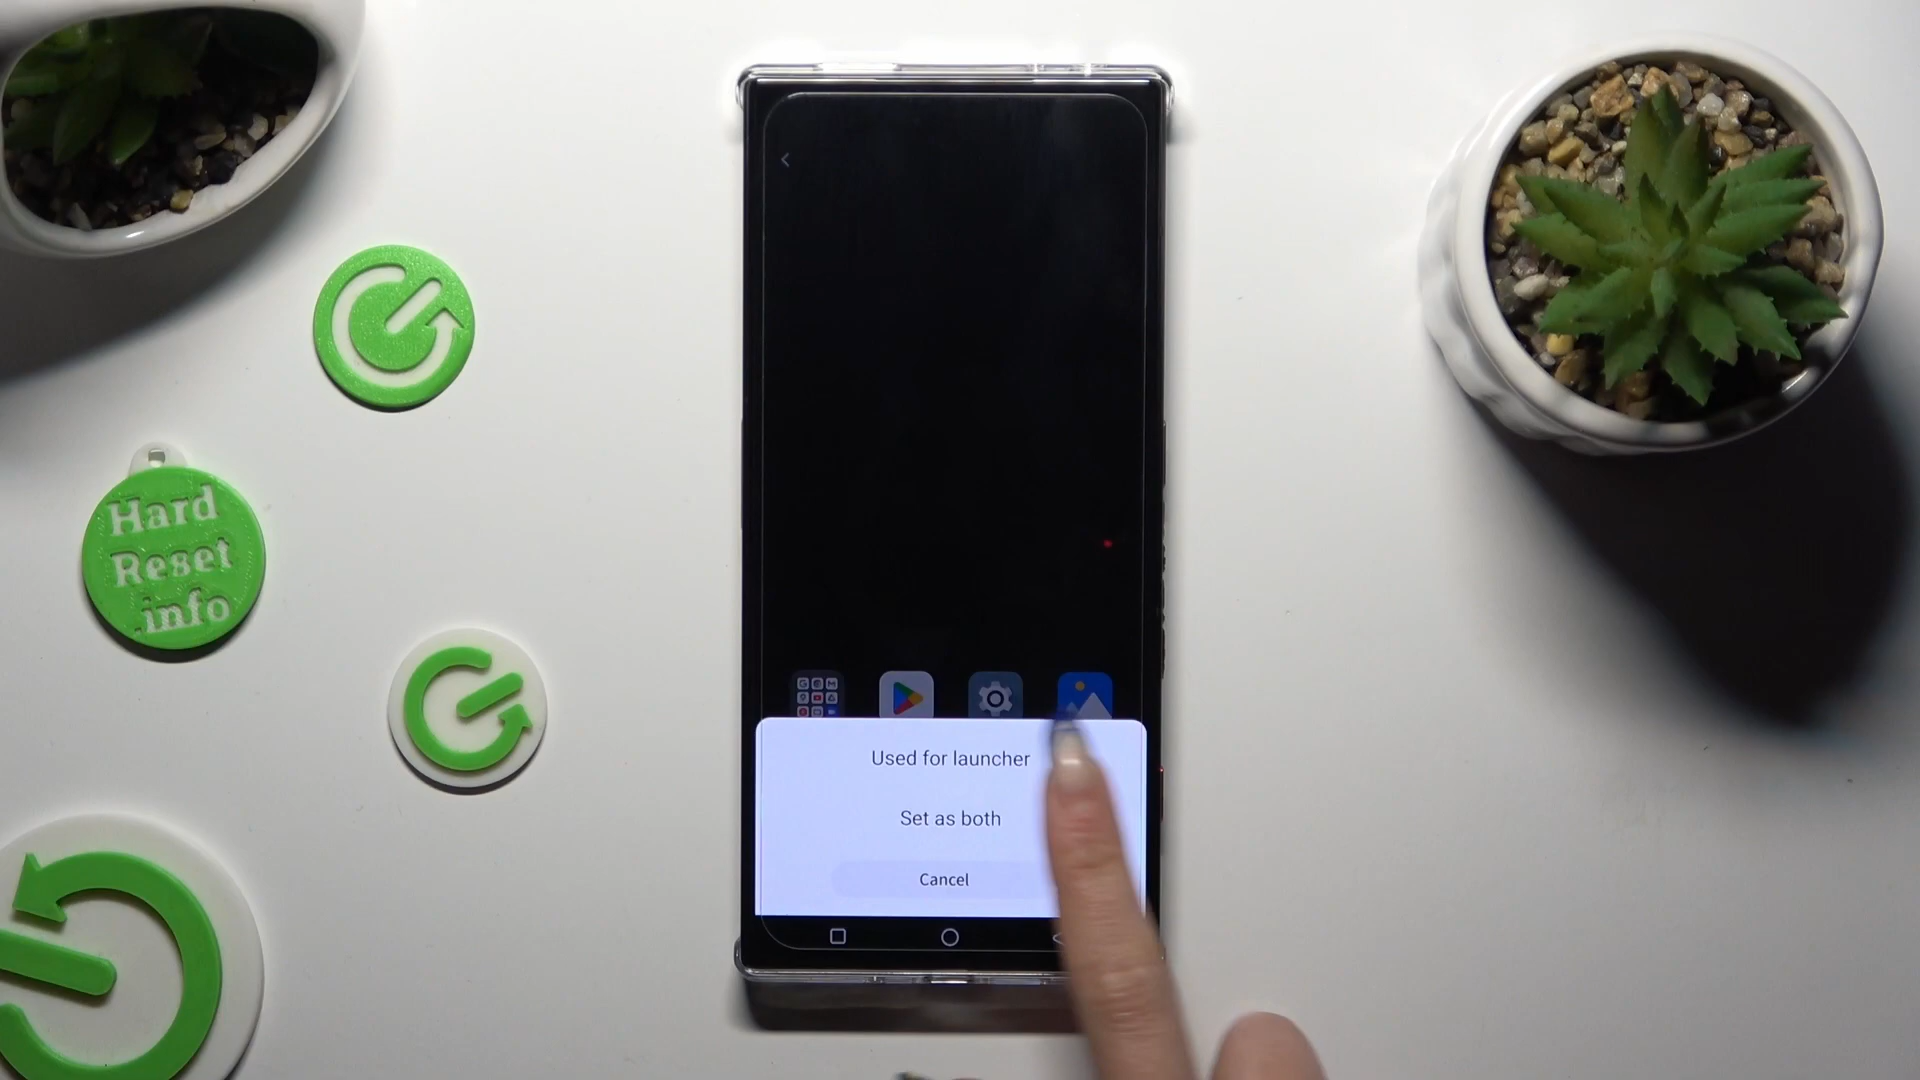 Hard
Reset
.info
Used for launcher
Set as both
Cancel